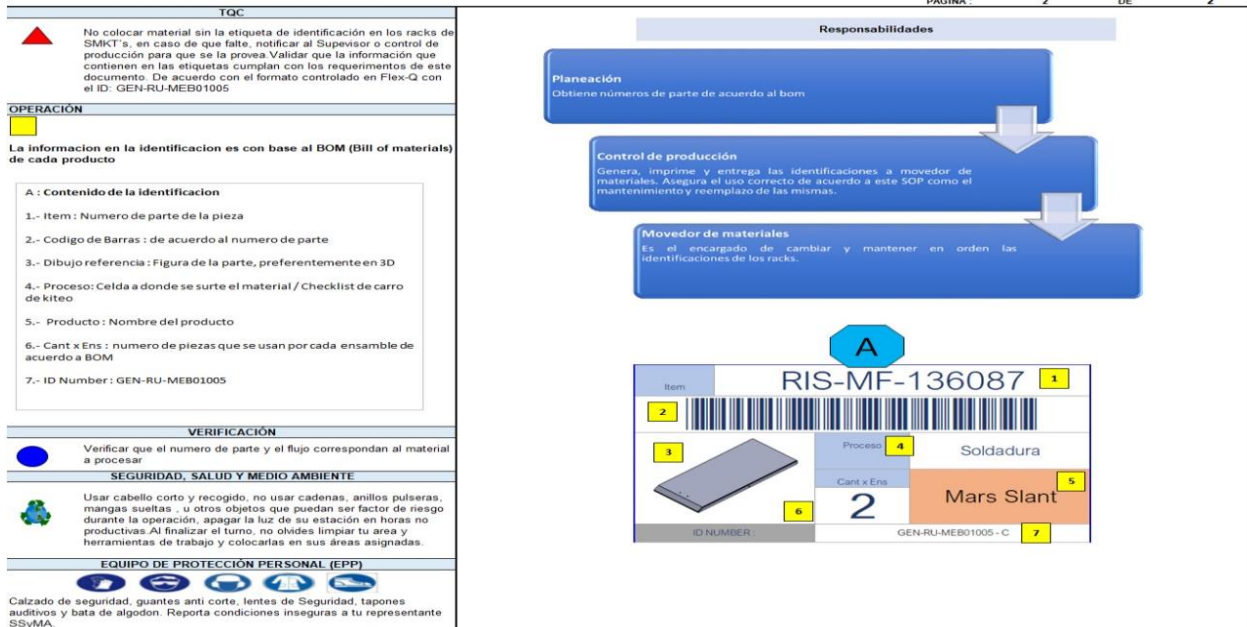 PAGINA : 2 DE 2
TQC
No colocar material sin la etiqueta de identificación en los racks de
SMKT's, en caso de que falte, notificar al Supevisor o control de
producción para que se la provea.Validar que la información que
contienen en las etiquetas cumplan con los requerimentos de este
documento. De acuerdo con el formato controlado en Flex-Q con
el ID: GEN-RU-MEB01005
OPERACIÓN
La informacion en la identificacion es con base al BOM (Bill of materials)
de cada producto
A : Contenido de la identificacion
1.- Item : Numero de parte de la pieza
2.- Codigo de Barras : de acuerdo al numero de parte
3.- Dibujo referencia : Figura de la parte, preferentemente en 3D
4.- Proceso: Celda a donde se surte el material / Checklist de carro
de kiteo
5.- Producto : Nombre del producto
6.- Cant x Ens : numero de piezas que se usan por cada ensamble de
acuerdo a BOM
7.- ID Number : GEN-RU-MEB01005
VERIFICACIÓN
Verificar que el numero de parte y el flujo correspondan al material
a procesar
SEGURIDAD, SALUD Y MEDIO AMBIENTE
Usar cabello corto y recogido, no usar cadenas, anillos pulseras,
mangas sueltas , u otros objetos que puedan ser factor de riesgo
durante la operación, apagar la luz de su estación en horas no
productivas.Al finalizar el turno, no olvides limpiar tu area y
herramientas de trabajo y colocarlas en sus áreas asignadas.
EQUIPO DE PROTECCIÓN PERSONAL (EPP)
Calzado de seguridad, guantes anti corte, lentes de Seguridad, tapones
auditivos y bata de algodon. Reporta condiciones inseguras a tu representante
SSyMA.
Responsabilidades
Planeación
Obtiene números de parte de acuerdo al bom
Control de producción
Genera, imprime y entrega las identificaciones a movedor de
materiales. Asegura el uso correcto de acuerdo a este SOP como el
mantenimiento y reemplazo de las mismas.
Movedor de materiales
Es el encargado de cambiar y mantener en orden las
identificaciones de los racks.
A
Item RIS-MF-136087 1
2
3 Proceso 4 Soldadura
Cant x Ens 5
6 2 Mars Slant
ID NUMBER : GEN-RU-MEB01005 - C 7